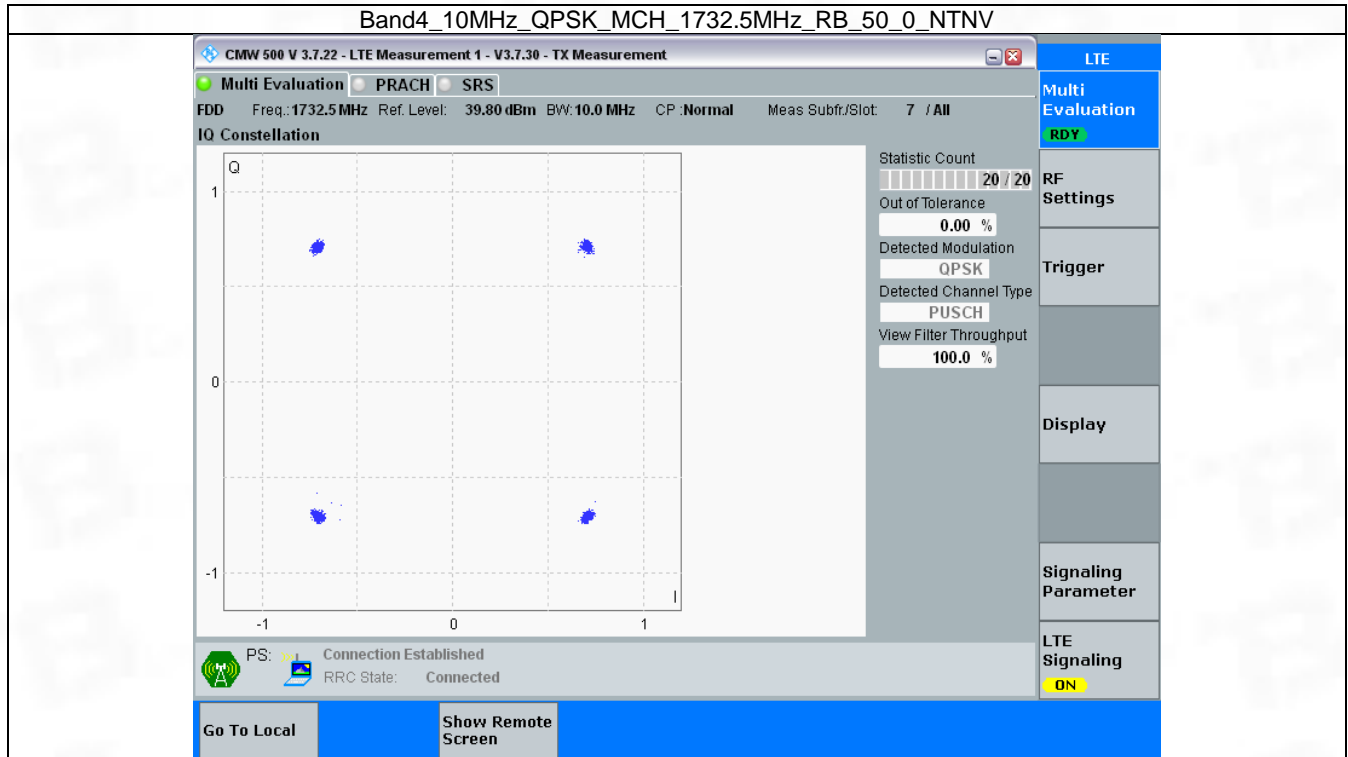 Band4_10MHz_QPSK_MCH_1732.5MHz_RB_50_0_NTNV
CMW 500 V 3.7.22 - LTE Measurement 1 - V3.7.30 - TX Measurement
LTE
Multi Evaluation PRACH SRS
FDD Freq.:1732.5 MHz Ref. Level: 39.80 dBm BW:10.0 MHz CP :Normal Meas Subfr./Slot: 7 / All
IQ Constellation
Q
1
0
-1
-1 0 1
I
Statistic Count
20 / 20
Out of Tolerance
0.00 %
Detected Modulation
QPSK
Detected Channel Type
PUSCH
View Filter Throughput
100.0 %
Multi
Evaluation
RDY
RF
Settings
Trigger
Display
Signaling
Parameter
LTE
Signaling
ON
PS: Connection Established
RRC State: Connected
Go To Local
Show Remote
Screen